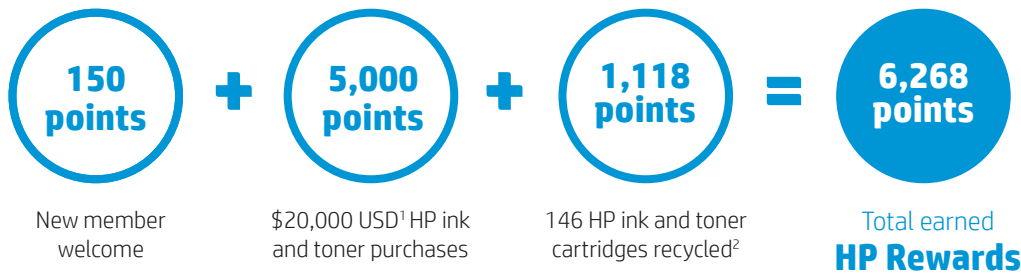 150
points
+
5,000
points
+
1,118
points
=
6,268
points
New member
welcome
$20,000 USD¹ HP ink
and toner purchases
146 HP ink and toner
cartridges recycled²
Total earned
HP Rewards